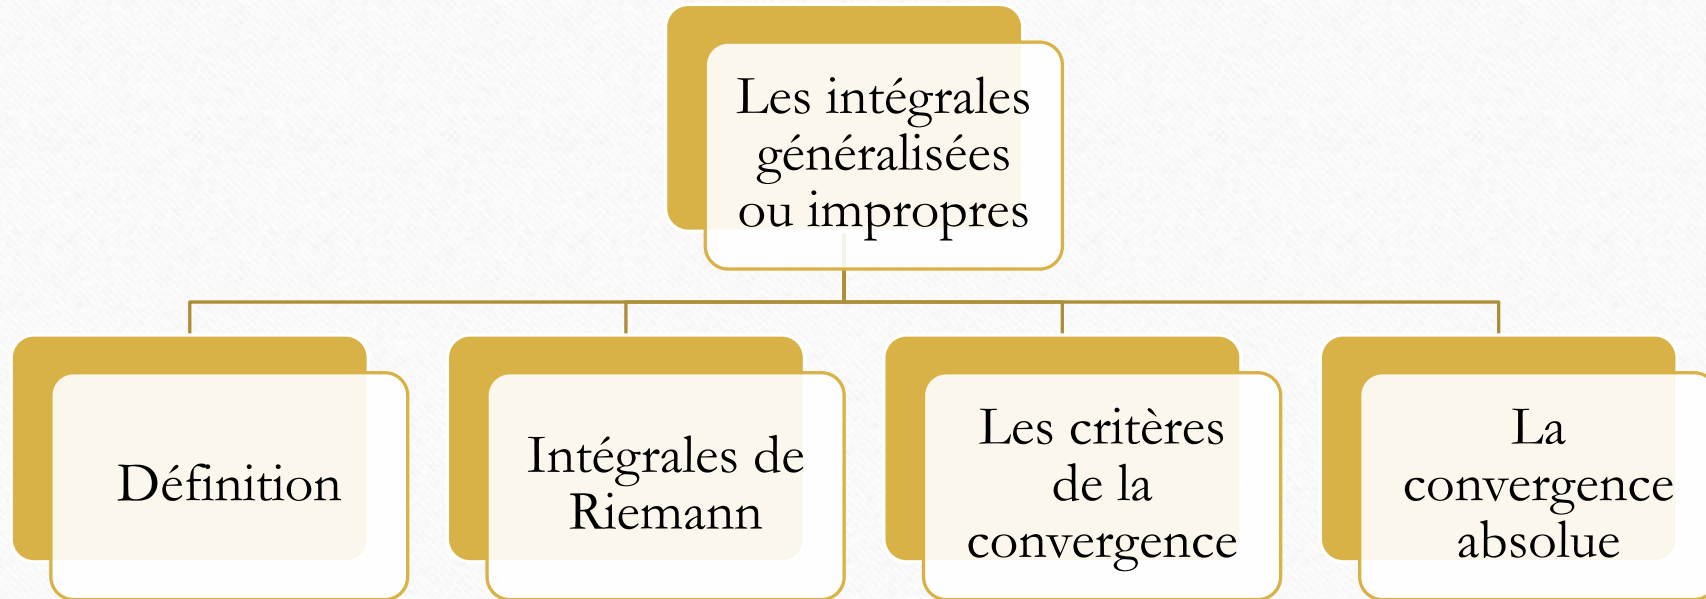 Les intégrales
généralisées
ou impropres
Définition
Intégrales de
Riemann
Les critères
de la
convergence
La
convergence
absolue